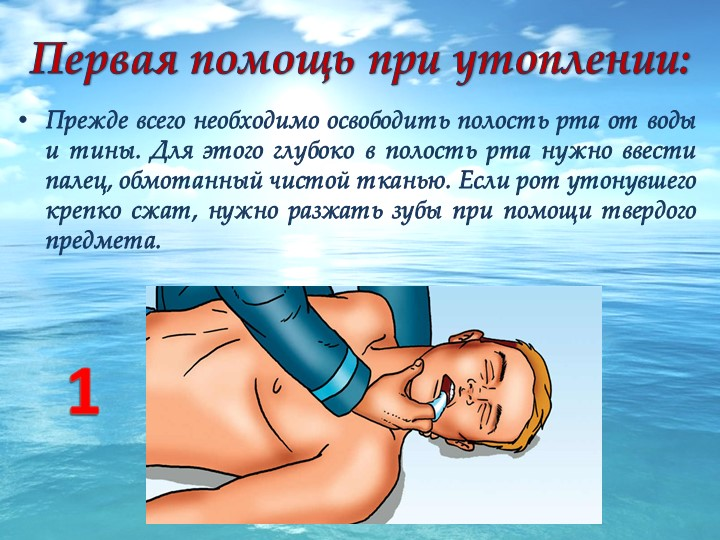 Первая помощь при утоплении:
• Прежде всего необходимо освободить полость рта от воды
и тины. Для этого глубоко в полость рта нужно ввести
палец, обмотанный чистой тканью. Если рот утонувшего
крепко сжат, нужно разжать зубы при помощи твердого
предмета.
1